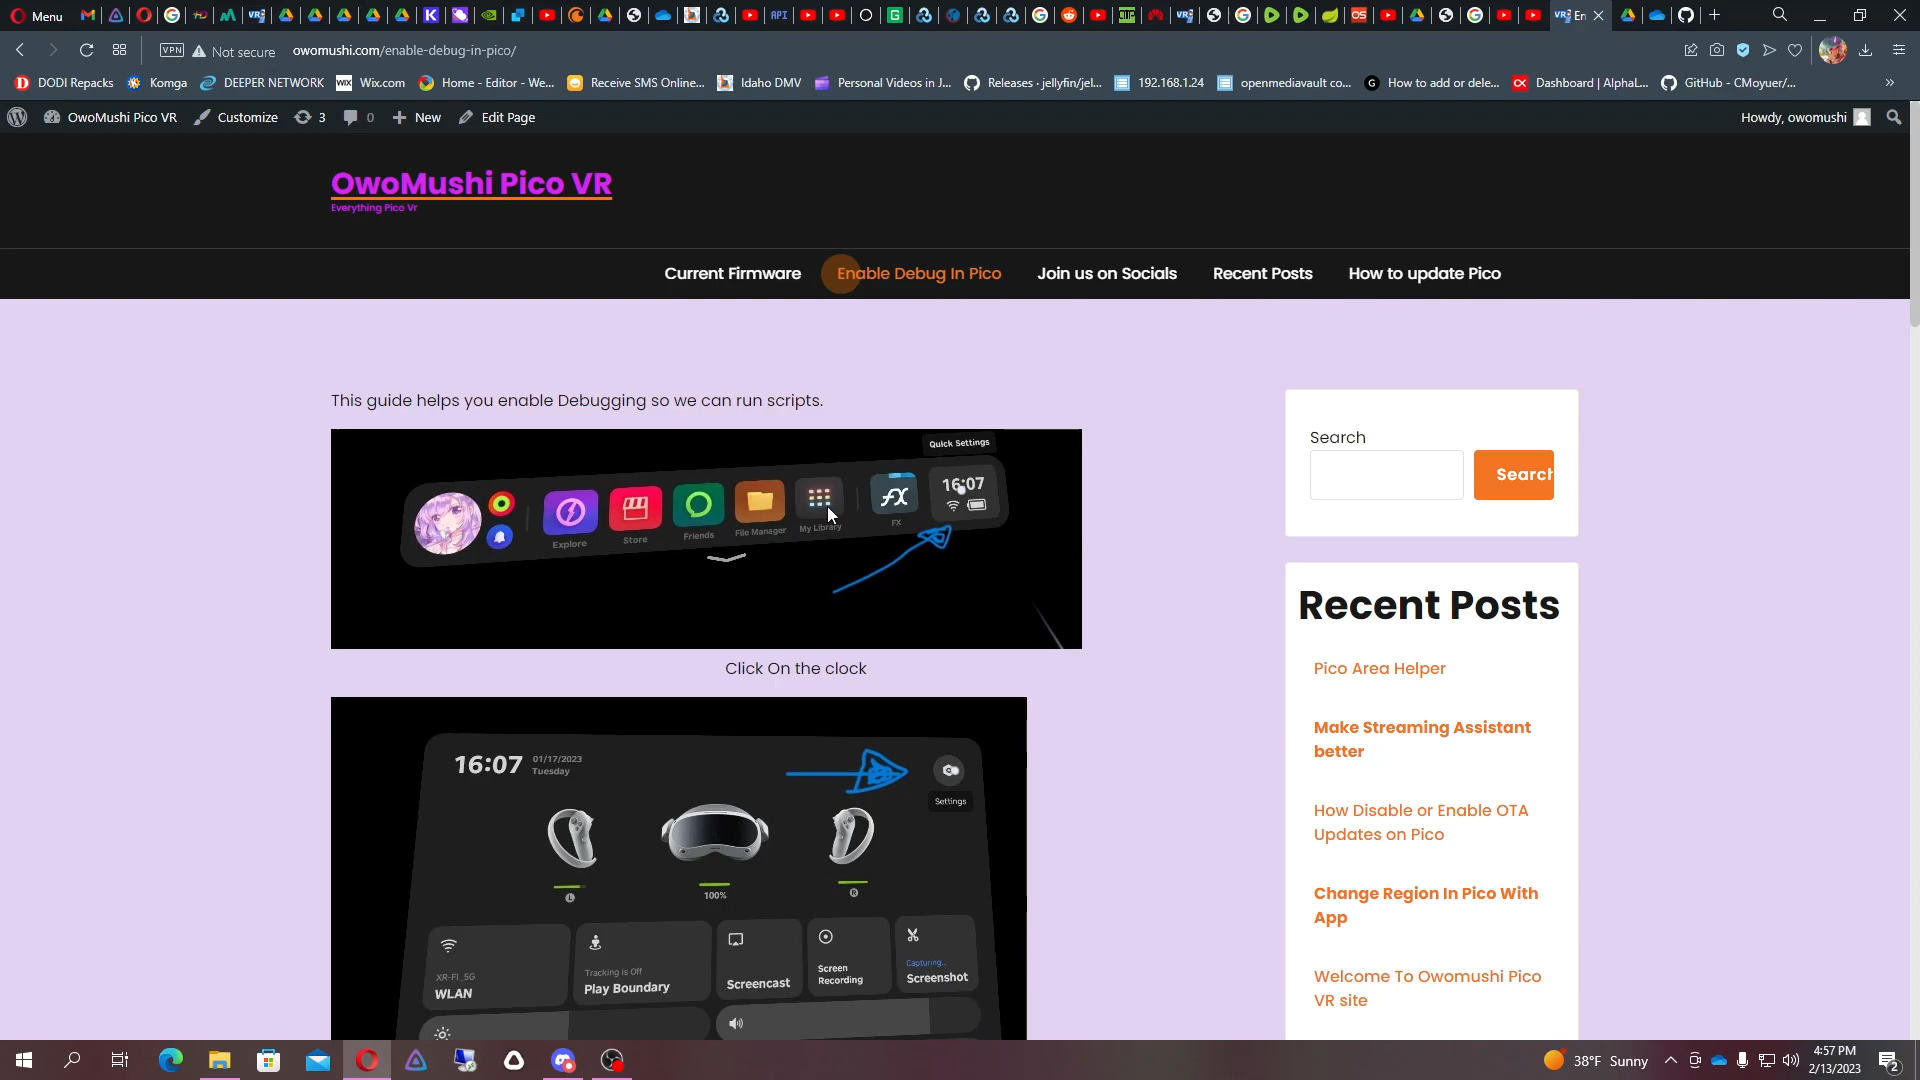 Menu
En
VPN
Not secure
owomushi.com/enable-debug-in-pico/
DODI Repacks
Komga
DEEPER NETWORK
WiX
Wix.com
Home - Editor - We...
Receive SMS Online...
Idaho DMV
Personal Videos in J...
Releases · jellyfin/jel...
192.168.1.24
openmediavault co...
How to add or dele...
Dashboard | AlphaL...
GitHub - CMoyuer/...
OwoMushi Pico VR
Customize
3
0
New
Edit Page
Howdy, owomushi
OwoMushi Pico VR
Everything Pico Vr
Current Firmware
Enable Debug In Pico
Join us on Socials
Recent Posts
How to update Pico
This guide helps you enable Debugging so we can run scripts.
Quick Settings
16:07
Explore
Store
Friends
File Manager
My Library
FX
Click On the clock
16:07
01/17/2023
Tuesday
Settings
L
100%
R
XR-FI_5G
WLAN
Tracking is Off
Play Boundary
Screencast
Screen
Recording
Capturing...
Screenshot
Search
Search
Recent Posts
Pico Area Helper
Make Streaming Assistant
better
How Disable or Enable OTA
Updates on Pico
Change Region In Pico With
App
Welcome To Owomushi Pico
VR site
38°F Sunny
4:57 PM
2/13/2023
2